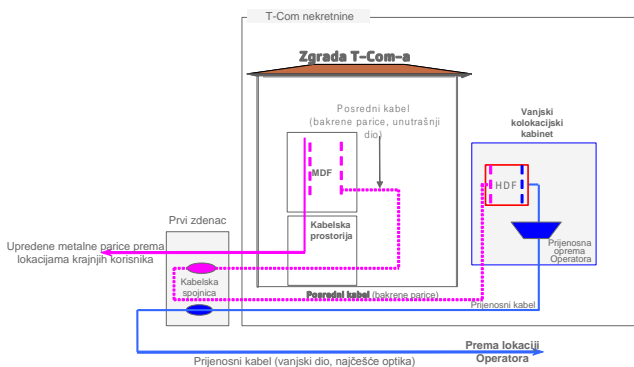 T-Com nekretnine
Zgrada T-Com-a
Posredni kabel
(bakrene parice, unutrašnji
dio)
Vanjski
kolokacijski
kabinet
MDF
HDF
Prvi zdenac
Kabelska
prostorija
Upredene metalne parice prema
lokacijama krajnjih korisnika
Prijenosna
oprema
Operatora
Kabelska
spojnica
Posredni kabel (bakrene parice)
Prijenosni kabel
Prema lokaciji
Operatora
Prijenosni kabel (vanjski dio, najčešće optika)